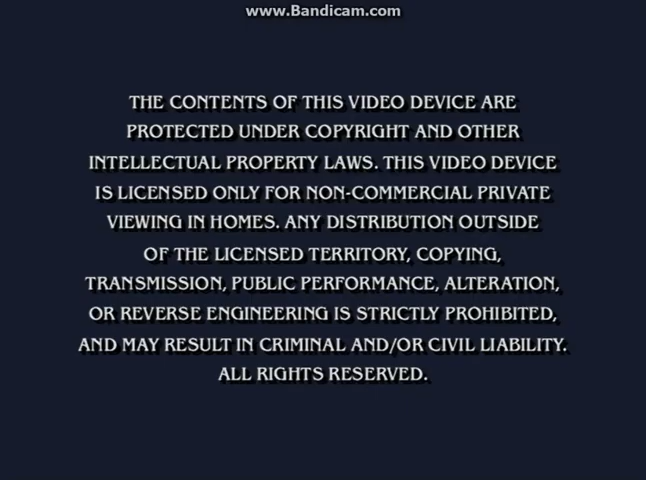 www.Bandicam.com
THE CONTENTS OF THIS VIDEO DEVICE ARE
PROTECTED UNDER COPYRIGHT AND OTHER
INTELLECTUAL PROPERTY LAWS. THIS VIDEO DEVICE
IS LICENSED ONLY FOR NON-COMMERCIAL PRIVATE
VIEWING IN HOMES. ANY DISTRIBUTION OUTSIDE
OF THE LICENSED TERRITORY, COPYING,
TRANSMISSION, PUBLIC PERFORMANCE, ALTERATION,
OR REVERSE ENGINEERING IS STRICTLY PROHIBITED,
AND MAY RESULT IN CRIMINAL AND/OR CIVIL LIABILITY.
ALL RIGHTS RESERVED.